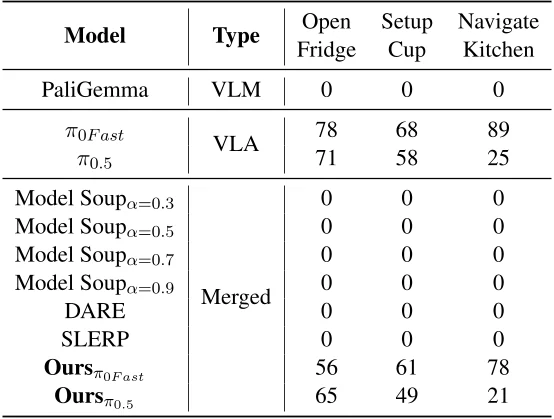 Model Type Open Fridge Setup Cup Navigate Kitchen
PaliGemma VLM 0 0 0
π0Fast VLA 78 68 89
π0.5 71 58 25
Model Soupα=0.3 Merged 0 0 0
Model Soupα=0.5 0 0 0
Model Soupα=0.7 0 0 0
Model Soupα=0.9 0 0 0
DARE 0 0 0
SLERP 0 0 0
Oursπ0Fast 56 61 78
Oursπ0.5 65 49 21